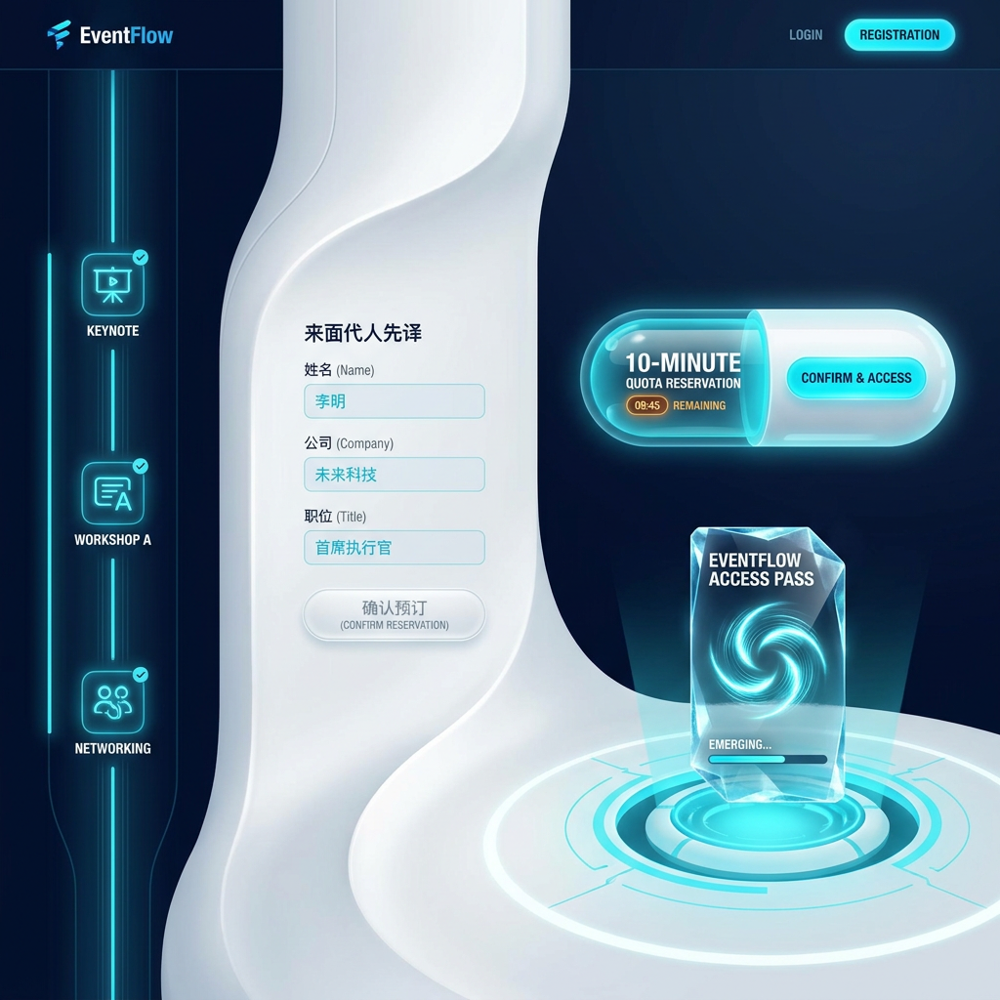 EventFlow
LOGIN
REGISTRATION
KEYNOTE
WORKSHOP A
NETWORKING
来面代人先译
姓名 (Name)
李明
公司 (Company)
未来科技
职位 (Title)
首席执行官
确认预订
(CONFIRM RESERVATION)
10-MINUTE
QUOTA RESERVATION
08:45 REMAINING
CONFIRM & ACCESS
EVENTFLOW
ACCESS PASS
EMERGING...